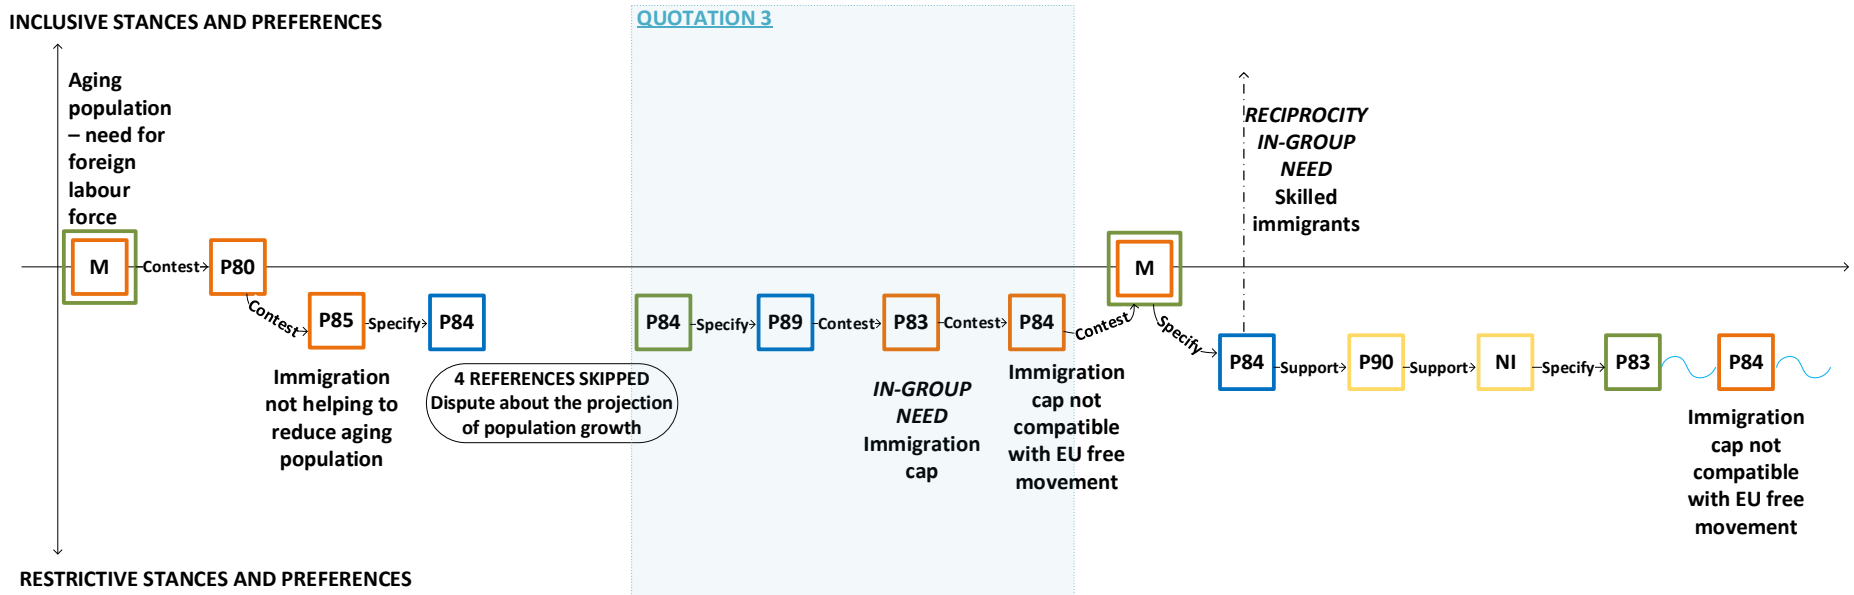 INCLUSIVE STANCES AND PREFERENCES
QUOTATION 3
Aging
population
– need for
foreign
labour
force
RECIPROCITY
IN-GROUP
NEED
Skilled
immigrants
M
Contest
P80
Contest
P85
Specify
P84
P84
Specify
P89
Contest
P83
Contest
P84
Contest
M
Specify
P84
Support
P90
Support
NI
Specify
P83
P84
Immigration
not helping to
reduce aging
population
4 REFERENCES SKIPPED
Dispute about the projection
of population growth
IN-GROUP
NEED
Immigration
cap
Immigration
cap not
compatible
with EU free
movement
Immigration
cap not
compatible
with EU free
movement
RESTRICTIVE STANCES AND PREFERENCES